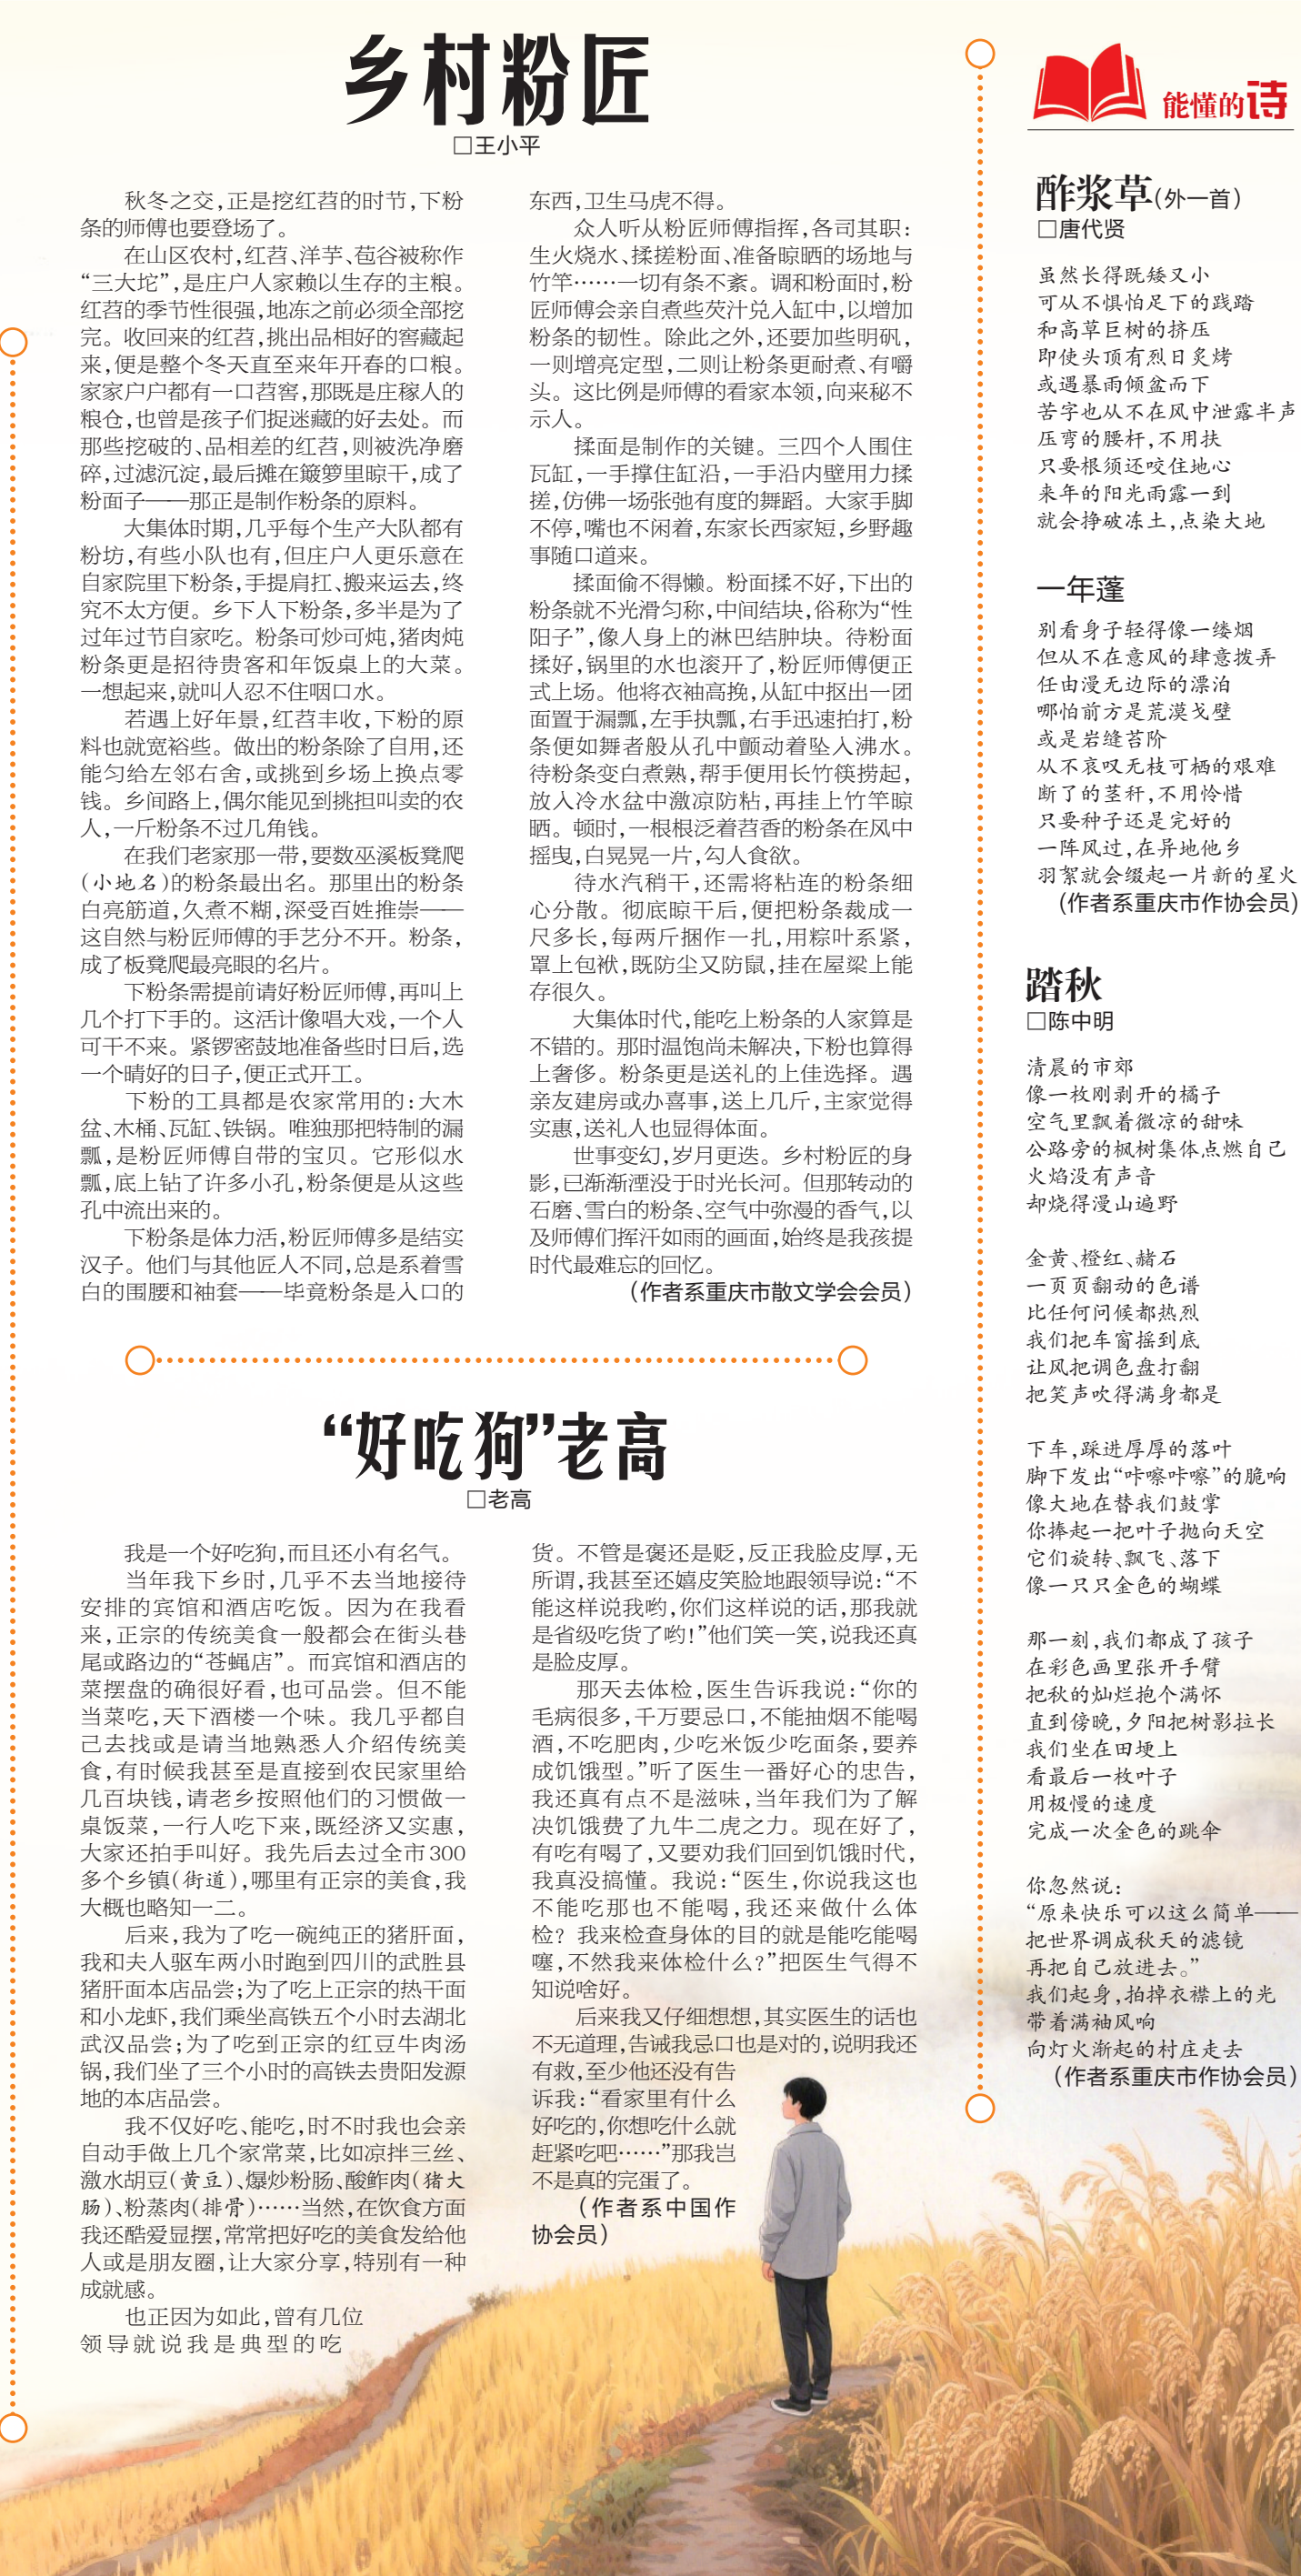 乡村粉匠
□王小平
秋冬之交,正是挖红苕的时节,下粉
条的师傅也要登场了。
在山区农村,红苕、洋芋、苞谷被称作
“三大坨”,是庄户人家赖以生存的主粮。
红苕的季节性很强,地冻之前必须全部挖
完。收回来的红苕,挑出品相好的窖藏起
来,便是整个冬天直至来年开春的口粮。
家家户户都有一口苕窖,那既是庄稼人的
粮仓,也曾是孩子们捉迷藏的好去处。而
那些挖破的、品相差的红苕,则被洗净磨
碎,过滤沉淀,最后摊在簸箩里晾干,成了
粉面子——那正是制作粉条的原料。
大集体时期,几乎每个生产大队都有
粉坊,有些小队也有,但庄户人更乐意在
自家院里下粉条,手提肩扛、搬来运去,终
究不太方便。乡下人下粉条,多半是为了
过年过节自家吃。粉条可炒可炖,猪肉炖
粉条更是招待贵客和年饭桌上的大菜。
一想起来,就叫人忍不住咽口水。
若遇上好年景,红苕丰收,下粉的原
料也就宽裕些。做出的粉条除了自用,还
能匀给左邻右舍,或挑到乡场上换点零
钱。乡间路上,偶尔能见到挑担叫卖的农
人,一斤粉条不过几角钱。
在我们老家那一带,要数巫溪板凳爬
(小地名)的粉条最出名。那里出的粉条
白亮筋道,久煮不糊,深受百姓推崇——
这自然与粉匠师傅的手艺分不开。粉条,
成了板凳爬最亮眼的名片。
下粉条需提前请好粉匠师傅,再叫上
几个打下手的。这活计像唱大戏,一个人
可干不来。紧锣密鼓地准备些时日后,选
一个晴好的日子,便正式开工。
下粉的工具都是农家常用的:大木
盆、木桶、瓦缸、铁锅。唯独那把特制的漏
瓢,是粉匠师傅自带的宝贝。它形似水
瓢,底上钻了许多小孔,粉条便是从这些
孔中流出来的。
下粉条是体力活,粉匠师傅多是结实
汉子。他们与其他匠人不同,总是系着雪
白的围腰和袖套——毕竟粉条是入口的
东西,卫生马虎不得。
众人听从粉匠师傅指挥,各司其职:
生火烧水、揉搓粉面、准备晾晒的场地与
竹竿……一切有条不紊。调和粉面时,粉
匠师傅会亲自煮些芡汁兑入缸中,以增加
粉条的韧性。除此之外,还要加些明矾,
一则增亮定型,二则让粉条更耐煮、有嚼
头。这比例是师傅的看家本领,向来秘不
示人。
揉面是制作的关键。三四个人围住
瓦缸,一手撑住缸沿,一手沿内壁用力揉
搓,仿佛一场张弛有度的舞蹈。大家手脚
不停,嘴也不闲着,东家长西家短,乡野趣
事随口道来。
揉面偷不得懒。粉面揉不好,下出的
粉条就不光滑匀称,中间结块,俗称为“性
阳子”,像人身上的淋巴结肿块。待粉面
揉好,锅里的水也滚开了,粉匠师傅便正
式上场。他将衣袖高挽,从缸中抠出一团
面置于漏瓢,左手执瓢,右手迅速拍打,粉
条便如舞者般从孔中颤动着坠入沸水。
待粉条变白煮熟,帮手便用长竹筷捞起,
放入冷水盆中激凉防粘,再挂上竹竿晾
晒。顿时,一根根泛着苕香的粉条在风中
摇曳,白晃晃一片,勾人食欲。
待水汽稍干,还需将粘连的粉条细
心分散。彻底晾干后,便把粉条裁成一
尺多长,每两斤捆作一扎,用粽叶系紧,
罩上包袱,既防尘又防鼠,挂在屋梁上能
存很久。
大集体时代,能吃上粉条的人家算是
不错的。那时温饱尚未解决,下粉也算得
上奢侈。粉条更是送礼的上佳选择。遇
亲友建房或办喜事,送上几斤,主家觉得
实惠,送礼人也显得体面。
世事变幻,岁月更迭。乡村粉匠的身
影,已渐渐湮没于时光长河。但那转动的
石磨、雪白的粉条、空气中弥漫的香气,以
及师傅们挥汗如雨的画面,始终是我孩提
时代最难忘的回忆。
(作者系重庆市散文学会会员)
“好吃狗”老高
□老高
我是一个好吃狗,而且还小有名气。
当年我下乡时,几乎不去当地接待
安排的宾馆和酒店吃饭。因为在我看
来,正宗的传统美食一般都会在街头巷
尾或路边的“苍蝇店”。而宾馆和酒店的
菜摆盘的确很好看,也可品尝。但不能
当菜吃,天下酒楼一个味。我几乎都自
己去找或是请当地熟悉人介绍传统美
食,有时候我甚至是直接到农民家里给
几百块钱,请老乡按照他们的习惯做一
桌饭菜,一行人吃下来,既经济又实惠,
大家还拍手叫好。我先后去过全市300
多个乡镇(街道),哪里有正宗的美食,我
大概也略知一二。
后来,我为了吃一碗纯正的猪肝面,
我和夫人驱车两小时跑到四川的武胜县
猪肝面本店品尝;为了吃上正宗的热干面
和小龙虾,我们乘坐高铁五个小时去湖北
武汉品尝;为了吃到正宗的红豆牛肉汤
锅,我们坐了三个小时的高铁去贵阳发源
地的本店品尝。
我不仅好吃、能吃,时不时我也会亲
自动手做上几个家常菜,比如凉拌三丝、
激水胡豆(黄豆)、爆炒粉肠、酸鲊肉(猪大
肠)、粉蒸肉(排骨)……当然,在饮食方面
我还酷爱显摆,常常把好吃的美食发给他
人或是朋友圈,让大家分享,特别有一种
成就感。
也正因为如此,曾有几位
领导就说我是典型的吃
货。不管是褒还是贬,反正我脸皮厚,无
所谓,我甚至还嬉皮笑脸地跟领导说:“不
能这样说我哟,你们这样说的话,那我就
是省级吃货了哟!”他们笑一笑,说我还真
是脸皮厚。
那天去体检,医生告诉我说:“你的
毛病很多,千万要忌口,不能抽烟不能喝
酒,不吃肥肉,少吃米饭少吃面条,要养
成饥饿型。”听了医生一番好心的忠告,
我还真有点不是滋味,当年我们为了解
决饥饿费了九牛二虎之力。现在好了,
有吃有喝了,又要劝我们回到饥饿时代,
我真没搞懂。我说:“医生,你说我这也
不能吃那也不能喝,我还来做什么体
检?我来检查身体的目的就是能吃能喝
噻,不然我来体检什么?”把医生气得不
知说啥好。
后来我又仔细想想,其实医生的话也
不无道理,告诫我忌口也是对的,说明我还
有救,至少他还没有告
诉我:“看家里有什么
好吃的,你想吃什么就
赶紧吃吧……”那我岂
不是真的完蛋了。
(作者系中国作
协会员)
能懂的诗
酢浆草(外一首)
□唐代贤
虽然长得既矮又小
可从不惧怕足下的践踏
和高草巨树的挤压
即使头顶有烈日炙烤
或遇暴雨倾盆而下
苦字也从不在风中泄露半声
压弯的腰杆,不用扶
只要根须还咬住地心
来年的阳光雨露一到
就会挣破冻土,点染大地
一年蓬
别看身子轻得像一缕烟
但从不在意风的肆意拨弄
任由漫无边际的漂泊
哪怕前方是荒漠戈壁
或是岩缝苔阶
从不哀叹无枝可栖的艰难
断了的茎秆,不用怜惜
只要种子还是完好的
一阵风过,在异地他乡
羽絮就会缀起一片新的星火
(作者系重庆市作协会员)
踏秋
□陈中明
清晨的市郊
像一枚刚剥开的橘子
空气里飘着微凉的甜味
公路旁的枫树集体点燃自己
火焰没有声音
却烧得漫山遍野
金黄、橙红、赭石
一页页翻动的色谱
比任何问候都热烈
我们把车窗摇到底
让风把调色盘打翻
把笑声吹得满身都是
下车,踩进厚厚的落叶
脚下发出“咔嚓咔嚓”的脆响
像大地在替我们鼓掌
你捧起一把叶子抛向天空
它们旋转、飘飞、落下
像一只只金色的蝴蝶
那一刻,我们都成了孩子
在彩色画里张开手臂
把秋的灿烂抱个满怀
直到傍晚,夕阳把树影拉长
我们坐在田埂上
看最后一枚叶子
用极慢的速度
完成一次金色的跳伞
你忽然说:
“原来快乐可以这么简单——
把世界调成秋天的滤镜
再把自己放进去。”
我们起身,拍掉衣襟上的光
带着满袖风响
向灯火渐起的村庄走去
(作者系重庆市作协会员)